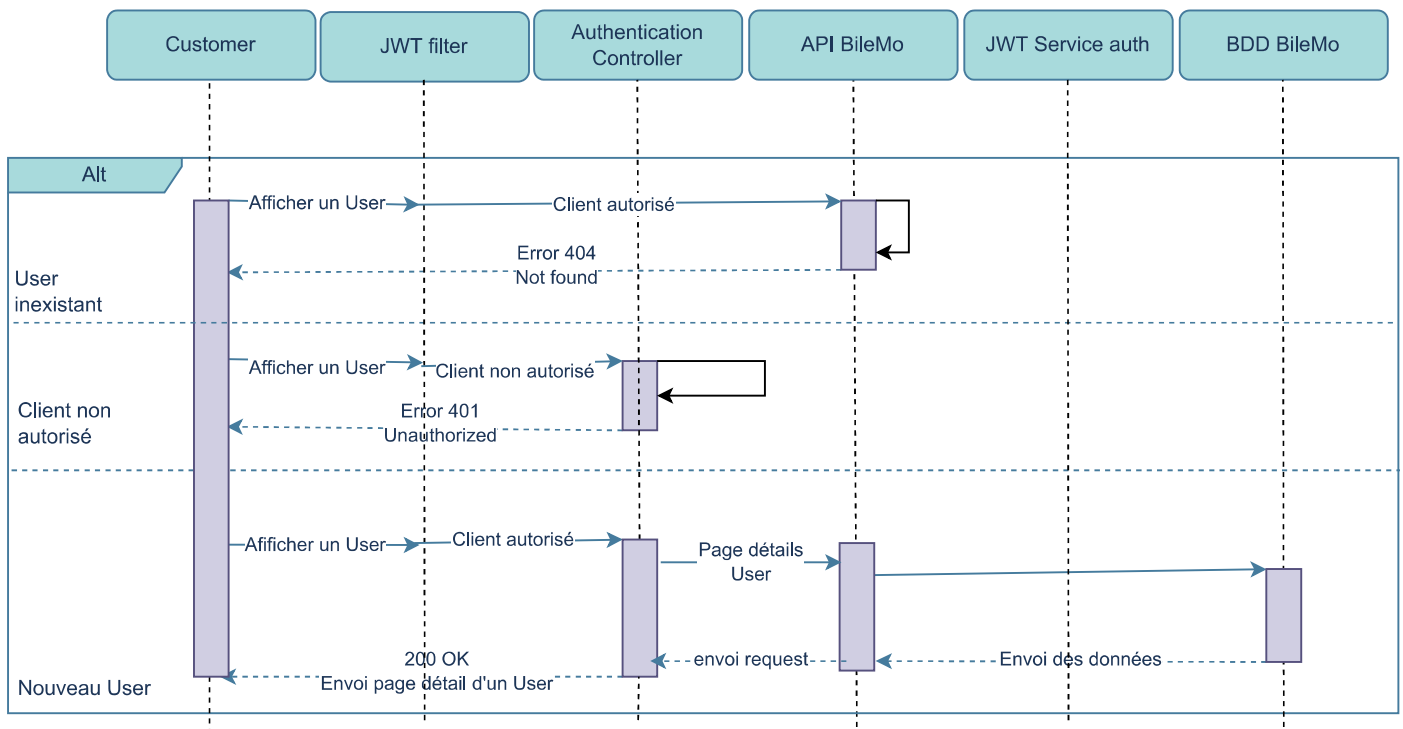 Customer
JWT filter
Authentication
Controller
API BileMo
JWT Service auth
BDD BileMo
Alt
Afficher un User
Client autorisé
Error 404
Not found
User
inexistant
Afficher un User
Client non autorisé
Client non
autorisé
Error 401
Unauthorized
Afificher un User
Client autorisé
Page détails
User
200 OK
envoi request
Envoi des données
Envoi page détail d'un User
Nouveau User